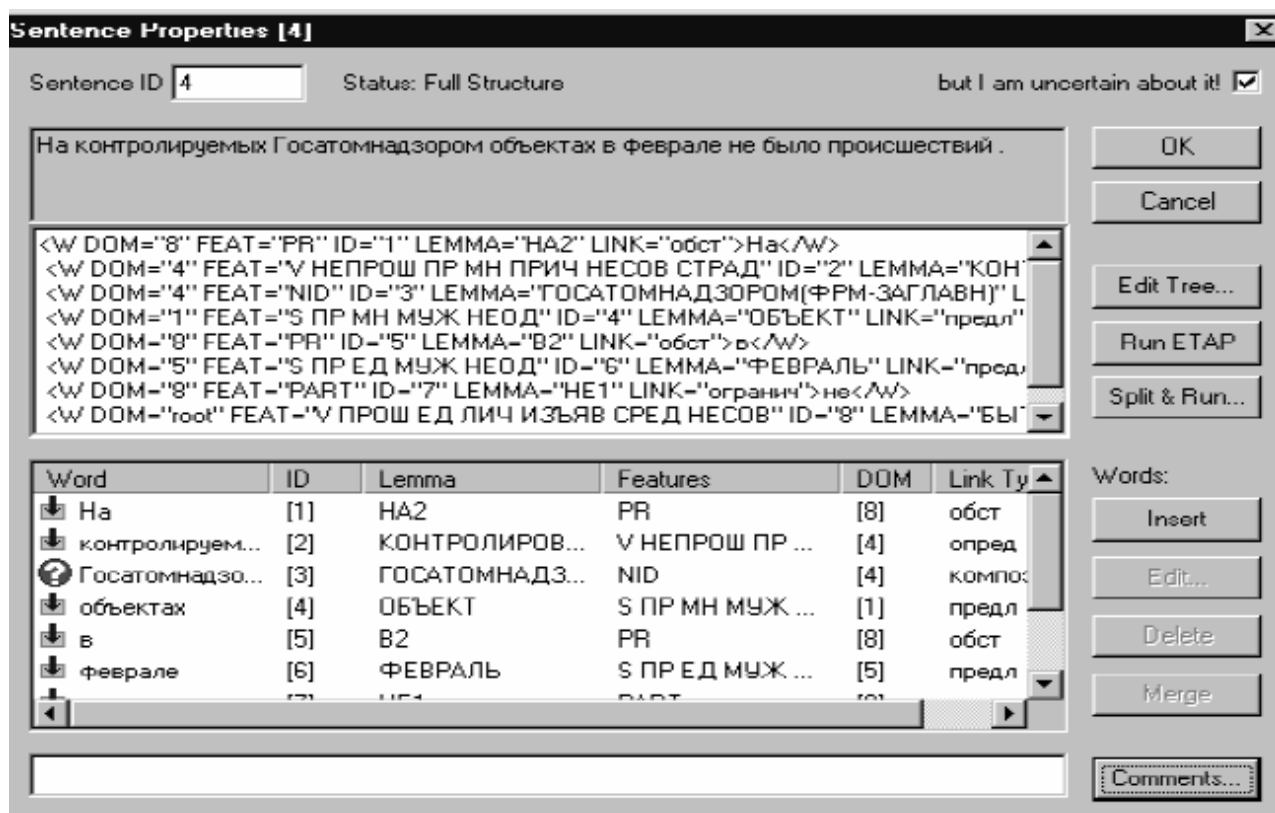 Sentence Properties [4]
Sentence ID 4 Status: Full Structure but I am uncertain about it!
На контролируемых Госатомнадзором объектах в феврале не было происшествий .
OK
Cancel
<W DOM="8" FEAT="PR" ID="1" LEMMA="НА2" LINK="обст">На</W>
<W DOM="4" FEAT="V НЕПРОШ ПР МН ПРИЧ НЕСОВ СТРАД" ID="2" LEMMA="КОН
<W DOM="4" FEAT="NID" ID="3" LEMMA="ГОСАТОМНАДЗОРОМ(ФРМ-ЗАГЛАВН)" L
<W DOM="1" FEAT="S ПР МН МУЖ НЕОД" ID="4" LEMMA="ОБЪЕКТ" LINK="предл"
<W DOM="8" FEAT="PR" ID="5" LEMMA="В2" LINK="обст">в</W>
<W DOM="5" FEAT="S ПР ЕД МУЖ НЕОД" ID="6" LEMMA="ФЕВРАЛЬ" LINK="пред
<W DOM="8" FEAT="PART" ID="7" LEMMA="НЕ1" LINK="огранич">не</W>
<W DOM="root" FEAT="V ПРОШ ЕД ЛИЧ ИЗЪЯВ СРЕД НЕСОВ" ID="8" LEMMA="БЫ
Edit Tree...
Run ETAP
Split & Run...
Word ID Lemma Features DOM Link Ty
На [1] НА2 PR [8] обст
контролируем... [2] КОНТРОЛИРОВ... V НЕПРОШ ПР ... [4] опред
Госатомнадзо... [3] ГОСАТОМНАДЗ... NID [4] композ
объектах [4] ОБЪЕКТ S ПР МН МУЖ ... [1] предл
в [5] В2 PR [8] обст
феврале [6] ФЕВРАЛЬ S ПР ЕД МУЖ ... [5] предл
Words:
Insert
Edit...
Delete
Merge
Comments...